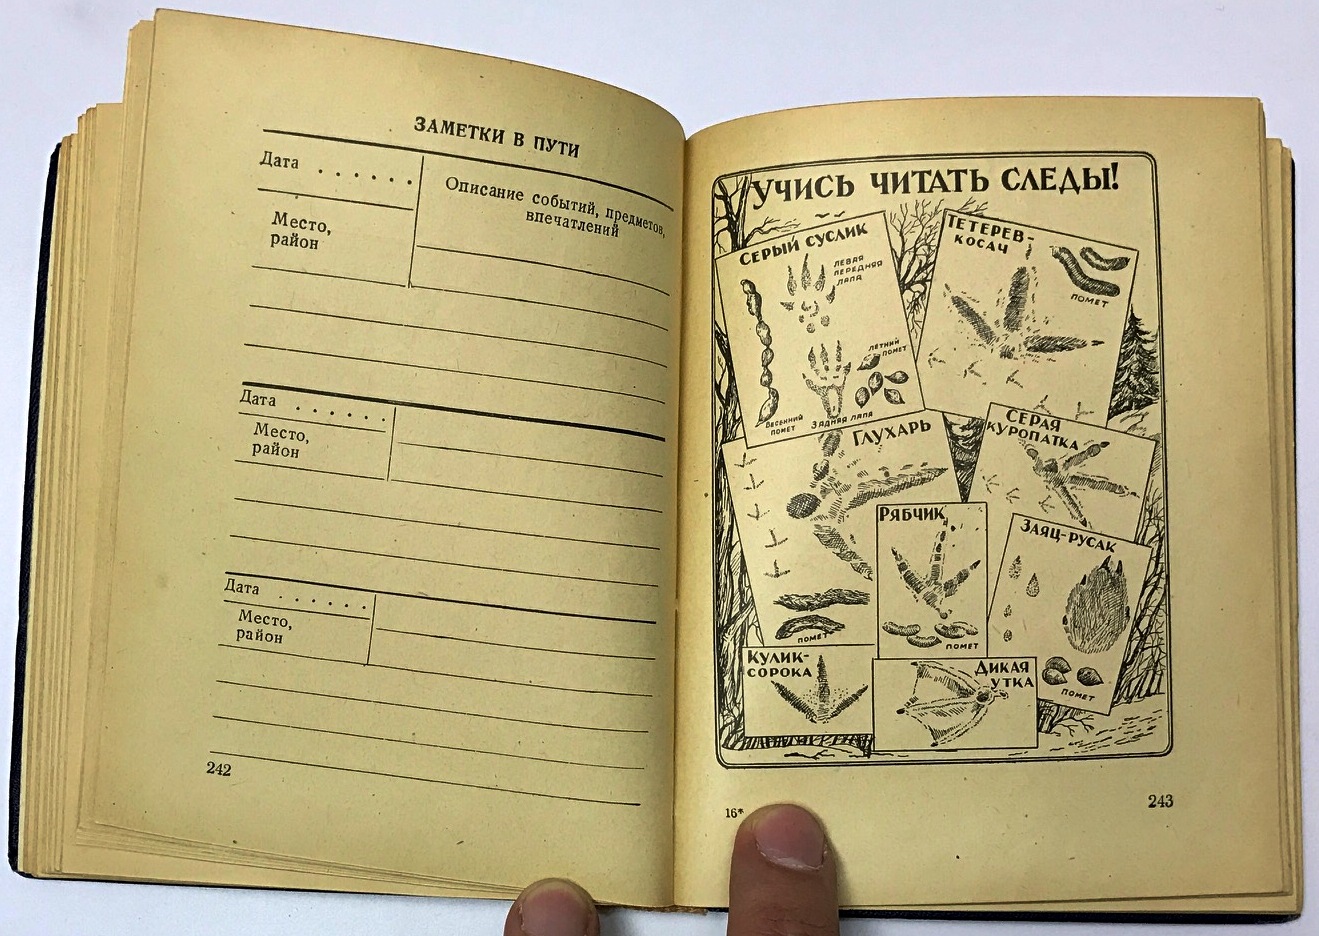 ЗАМЕТКИ В ПУТИ
Дата . . . . . .
Описание событий, предметов,
впечатлений
Место,
район
Дата . . . . . .
Место,
район
Дата . . . . . .
Место,
район
242
УЧИСЬ ЧИТАТЬ СЛЕДЫ!
СЕРЫЙ СУСЛИК
ЛЕВАЯ
ПЕРЕДНЯЯ
ЛАПА
ЛЕТНИЙ
ПОМЕТ
ВЕСЕННИЙ
ПОМЕТ
ЗАДНЯЯ ЛАПА
ТЕТЕРЕВ-
КОСАЧ
ПОМЕТ
ГЛУХАРЬ
ПОМЕТ
СЕРАЯ
КУРОПАТКА
РЯБЧИК
ПОМЕТ
ЗАЯЦ-РУСАК
ПОМЕТ
КУЛИК-
СОРОКА
ДИКАЯ
УТКА
16*
243